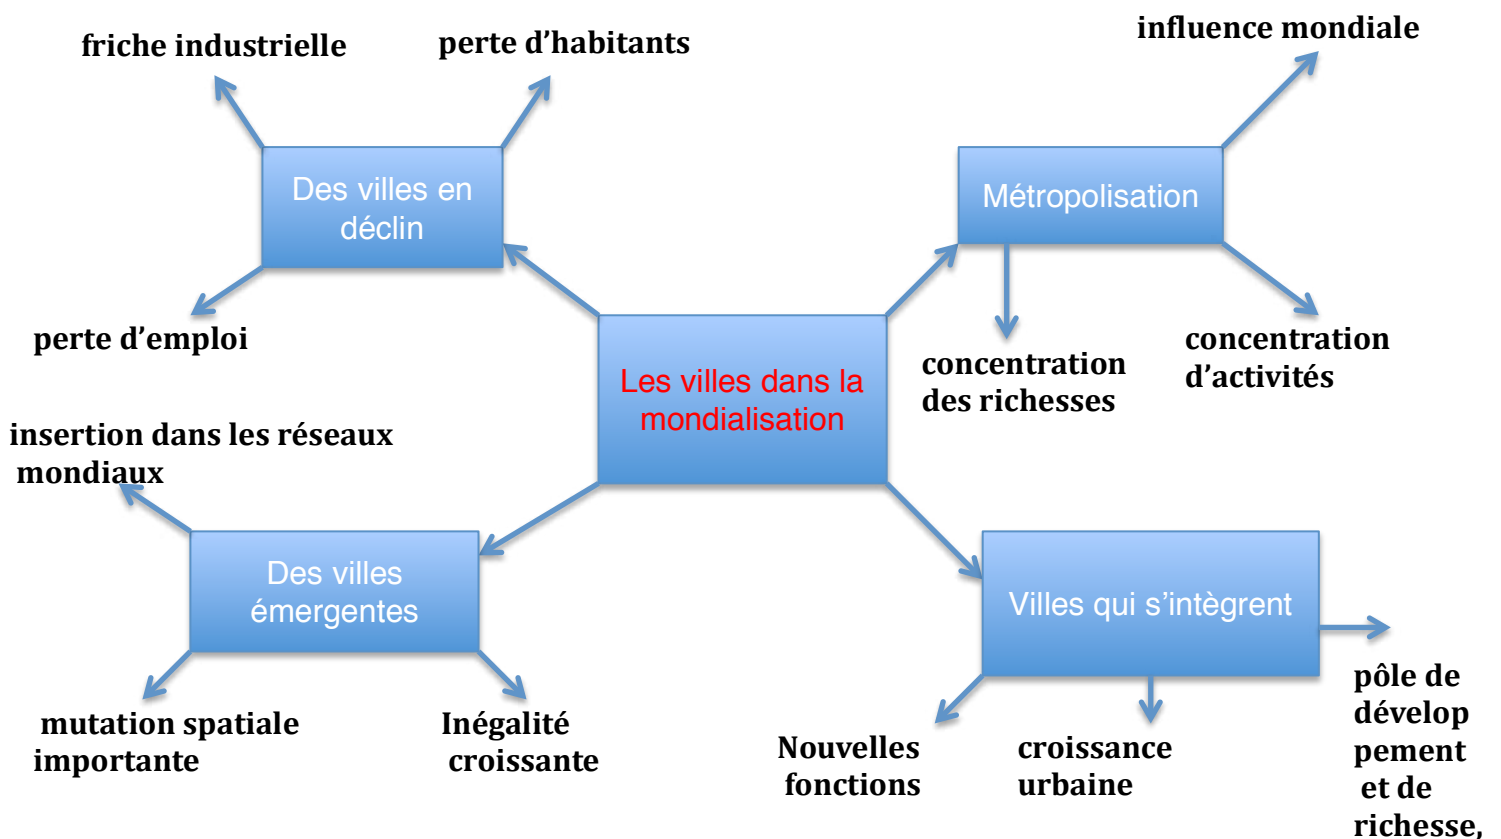 friche industrielle
perte d’habitants
influence mondiale
Des villes en
déclin
Métropolisation
perte d’emploi
concentration
des richesses
concentration
d’activités
Les villes dans la
mondialisation
insertion dans les réseaux
mondiaux
Des villes
émergentes
Villes qui s’intègrent
mutation spatiale
importante
Inégalité
croissante
Nouvelles
fonctions
croissance
urbaine
pôle de
dévelop
pement
et de
richesse,